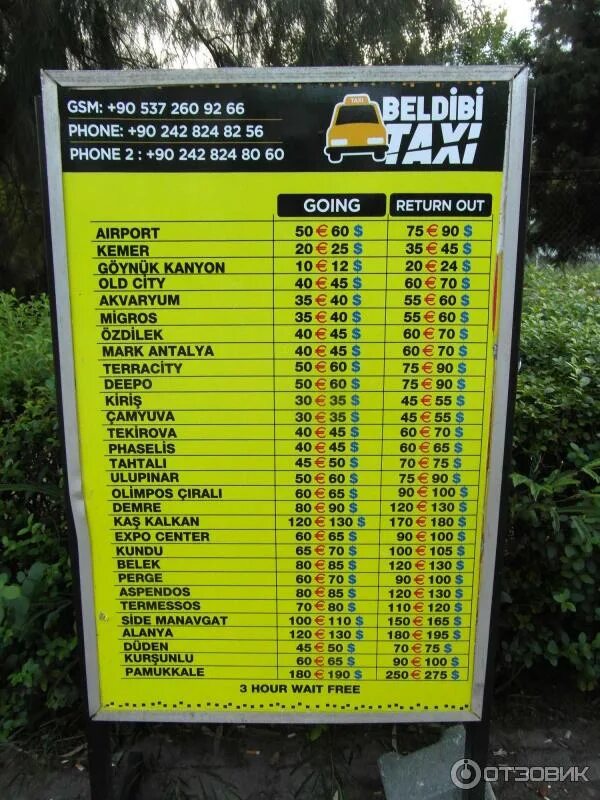 GSM: +90 537 260 92 66
PHONE: +90 242 824 82 56
PHONE 2 : +90 242 824 80 60
TAXI
BELDİBİ
TAXI
GOING RETURN OUT
AIRPORT 50 € 60 $ 75 € 90 $
KEMER 20 € 25 $ 35 € 45 $
GÖYNÜK KANYON 10 € 12 $ 20 € 24 $
OLD CITY 40 € 45 $ 60 € 70 $
AKVARYUM 35 € 40 $ 55 € 60 $
MİGROS 35 € 40 $ 55 € 60 $
ÖZDİLEK 40 € 45 $ 60 € 70 $
MARK ANTALYA 40 € 45 $ 60 € 70 $
TERRACITY 50 € 60 $ 75 € 90 $
DEEPO 50 € 60 $ 75 € 90 $
KİRİŞ 30 € 35 $ 45 € 55 $
ÇAMYUVA 30 € 35 $ 45 € 55 $
TEKİROVA 40 € 45 $ 60 € 70 $
PHASELİS 40 € 45 $ 60 € 65 $
TAHTALI 45 € 50 $ 70 € 75 $
ULUPINAR 50 € 60 $ 75 € 90 $
OLİMPOS ÇIRALI 60 € 65 $ 90 € 100 $
DEMRE 80 € 90 $ 120 € 130 $
KAŞ KALKAN 120 € 130 $ 170 € 180 $
EXPO CENTER 60 € 65 $ 90 € 100 $
KUNDU 65 € 70 $ 100 € 105 $
BELEK 80 € 85 $ 120 € 130 $
PERGE 60 € 70 $ 90 € 100 $
ASPENDOS 80 € 85 $ 120 € 130 $
TERMESSOS 70 € 80 $ 110 € 120 $
SİDE MANAVGAT 100 € 110 $ 150 € 165 $
ALANYA 120 € 130 $ 180 € 195 $
DÜDEN 45 € 50 $ 70 € 75 $
KURŞUNLU 60 € 65 $ 90 € 100 $
PAMUKKALE 180 € 190 $ 250 € 275 $
3 HOUR WAIT FREE
ОТЗОВИК